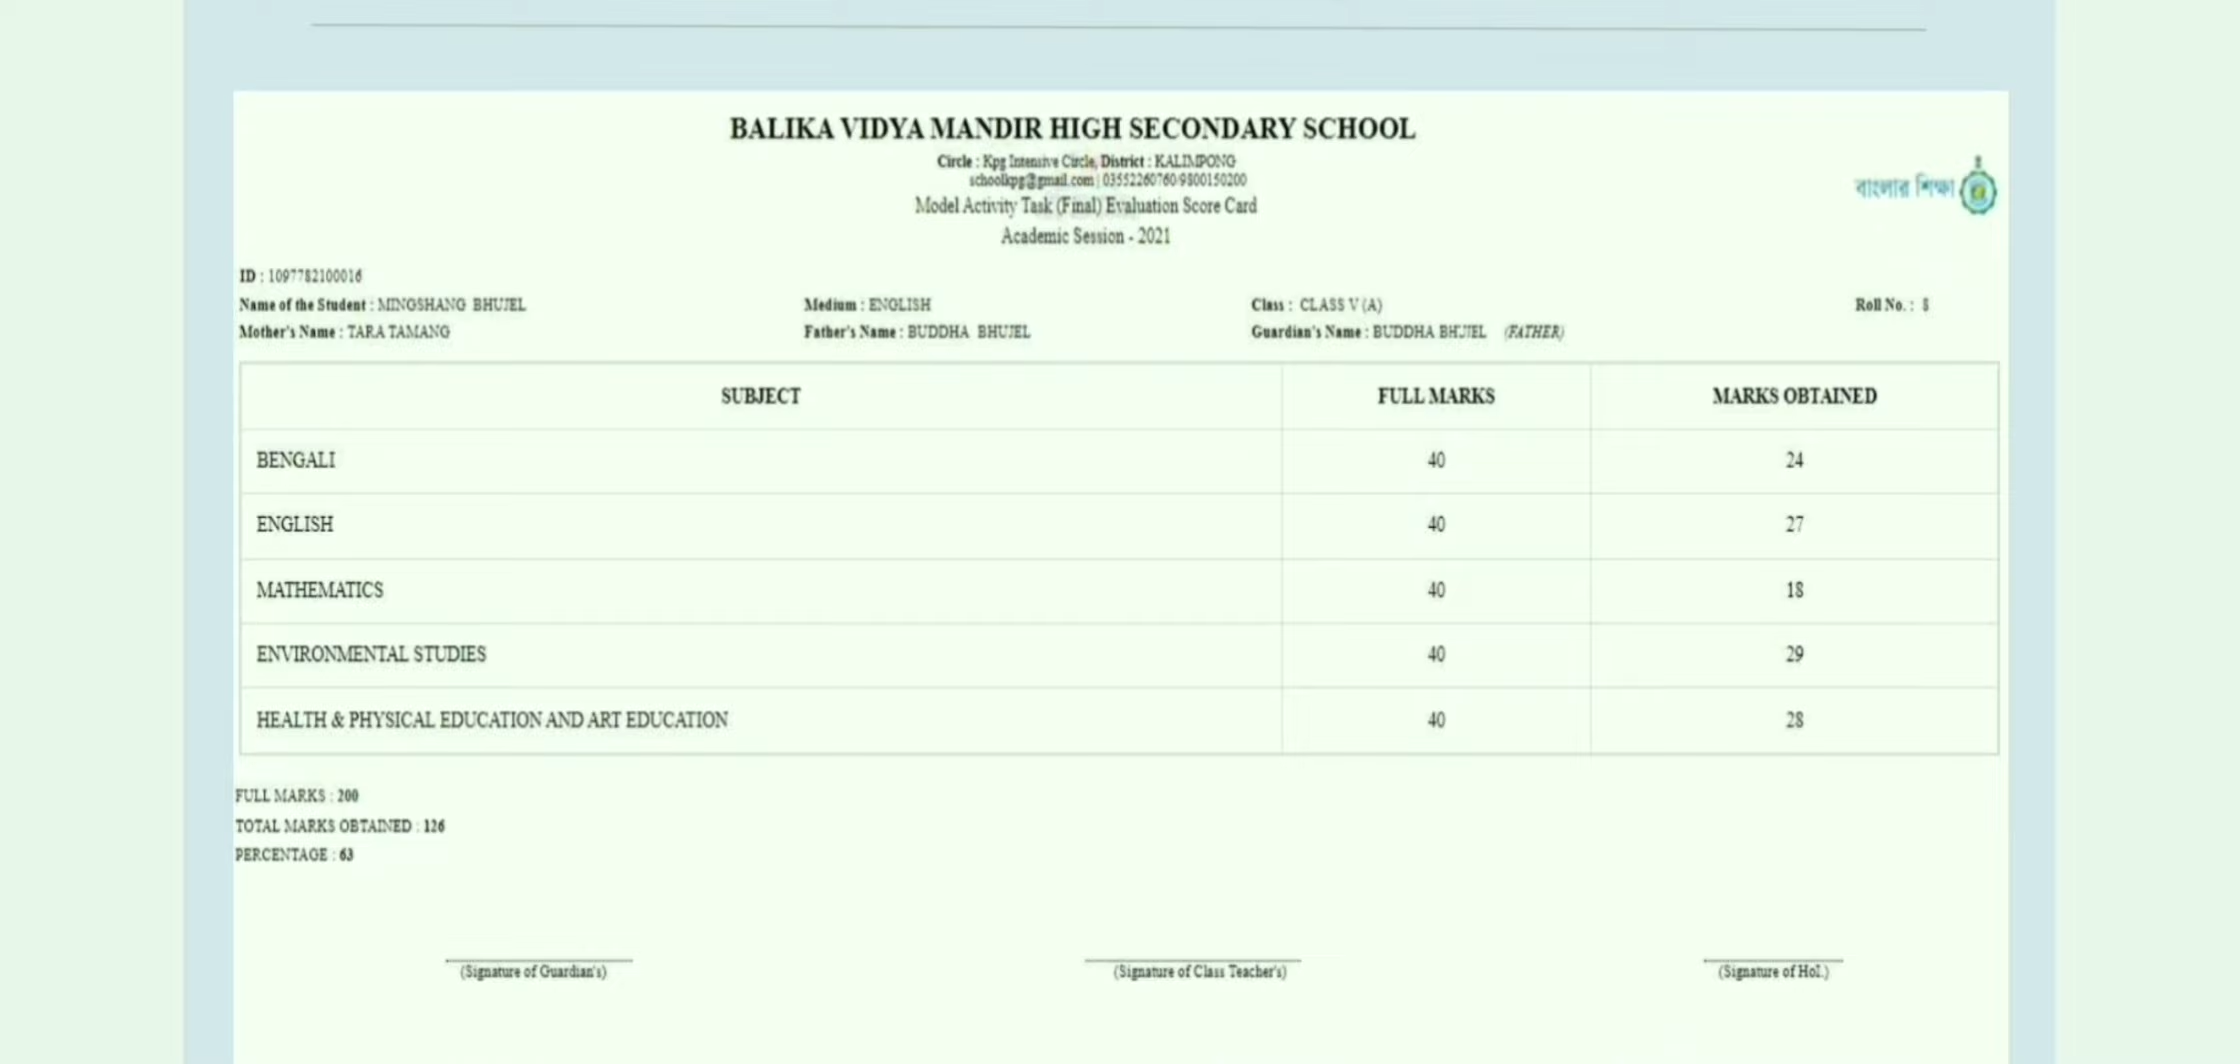 BALIKA VIDYA MANDIR HIGH SECONDARY SCHOOL
Circle : Kpg Intensive Circle, District : KALIMPONG
schoolkpg@gmail.com | 03552260760/9800150200
Model Activity Task (Final) Evaluation Score Card
Academic Session - 2021
বাংলার শিক্ষা
ID : 1097782100016
Name of the Student : MINGSHANG BHUJEL Medium : ENGLISH Class : CLASS V (A) Roll No. : 8
Mother's Name : TARA TAMANG Father's Name : BUDDHA BHUJEL Guardian's Name : BUDDHA BHUJEL (FATHER)
SUBJECT FULL MARKS MARKS OBTAINED
BENGALI 40 24
ENGLISH 40 27
MATHEMATICS 40 18
ENVIRONMENTAL STUDIES 40 29
HEALTH & PHYSICAL EDUCATION AND ART EDUCATION 40 28
FULL MARKS : 200
TOTAL MARKS OBTAINED : 126
PERCENTAGE : 63
(Signature of Guardian's) (Signature of Class Teacher's) (Signature of HoI.)